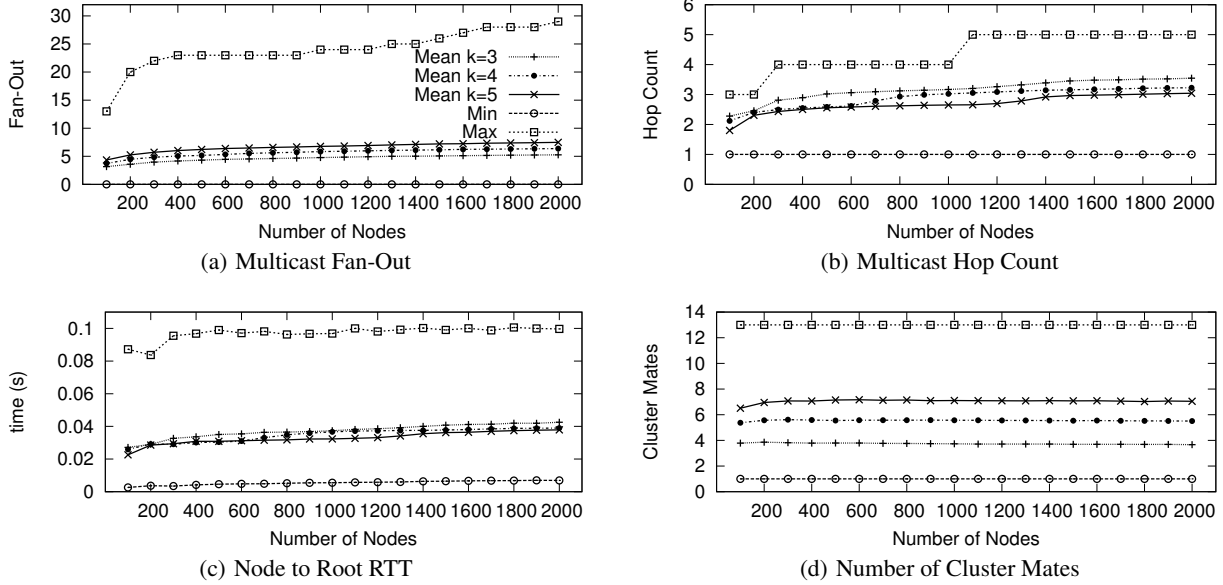 30
25
20
15
10
5
0
Fan-Out
Mean k=3
Mean k=4
Mean k=5
Min
Max
200 400 600 800 1000 1200 1400 1600 1800 2000
Number of Nodes
(a) Multicast Fan-Out
6
5
4
3
2
1
0
Hop Count
200 400 600 800 1000 1200 1400 1600 1800 2000
Number of Nodes
(b) Multicast Hop Count
0.1
0.08
0.06
0.04
0.02
0
time (s)
200 400 600 800 1000 1200 1400 1600 1800 2000
Number of Nodes
(c) Node to Root RTT
14
12
10
8
6
4
2
0
Cluster Mates
200 400 600 800 1000 1200 1400 1600 1800 2000
Number of Nodes
(d) Number of Cluster Mates